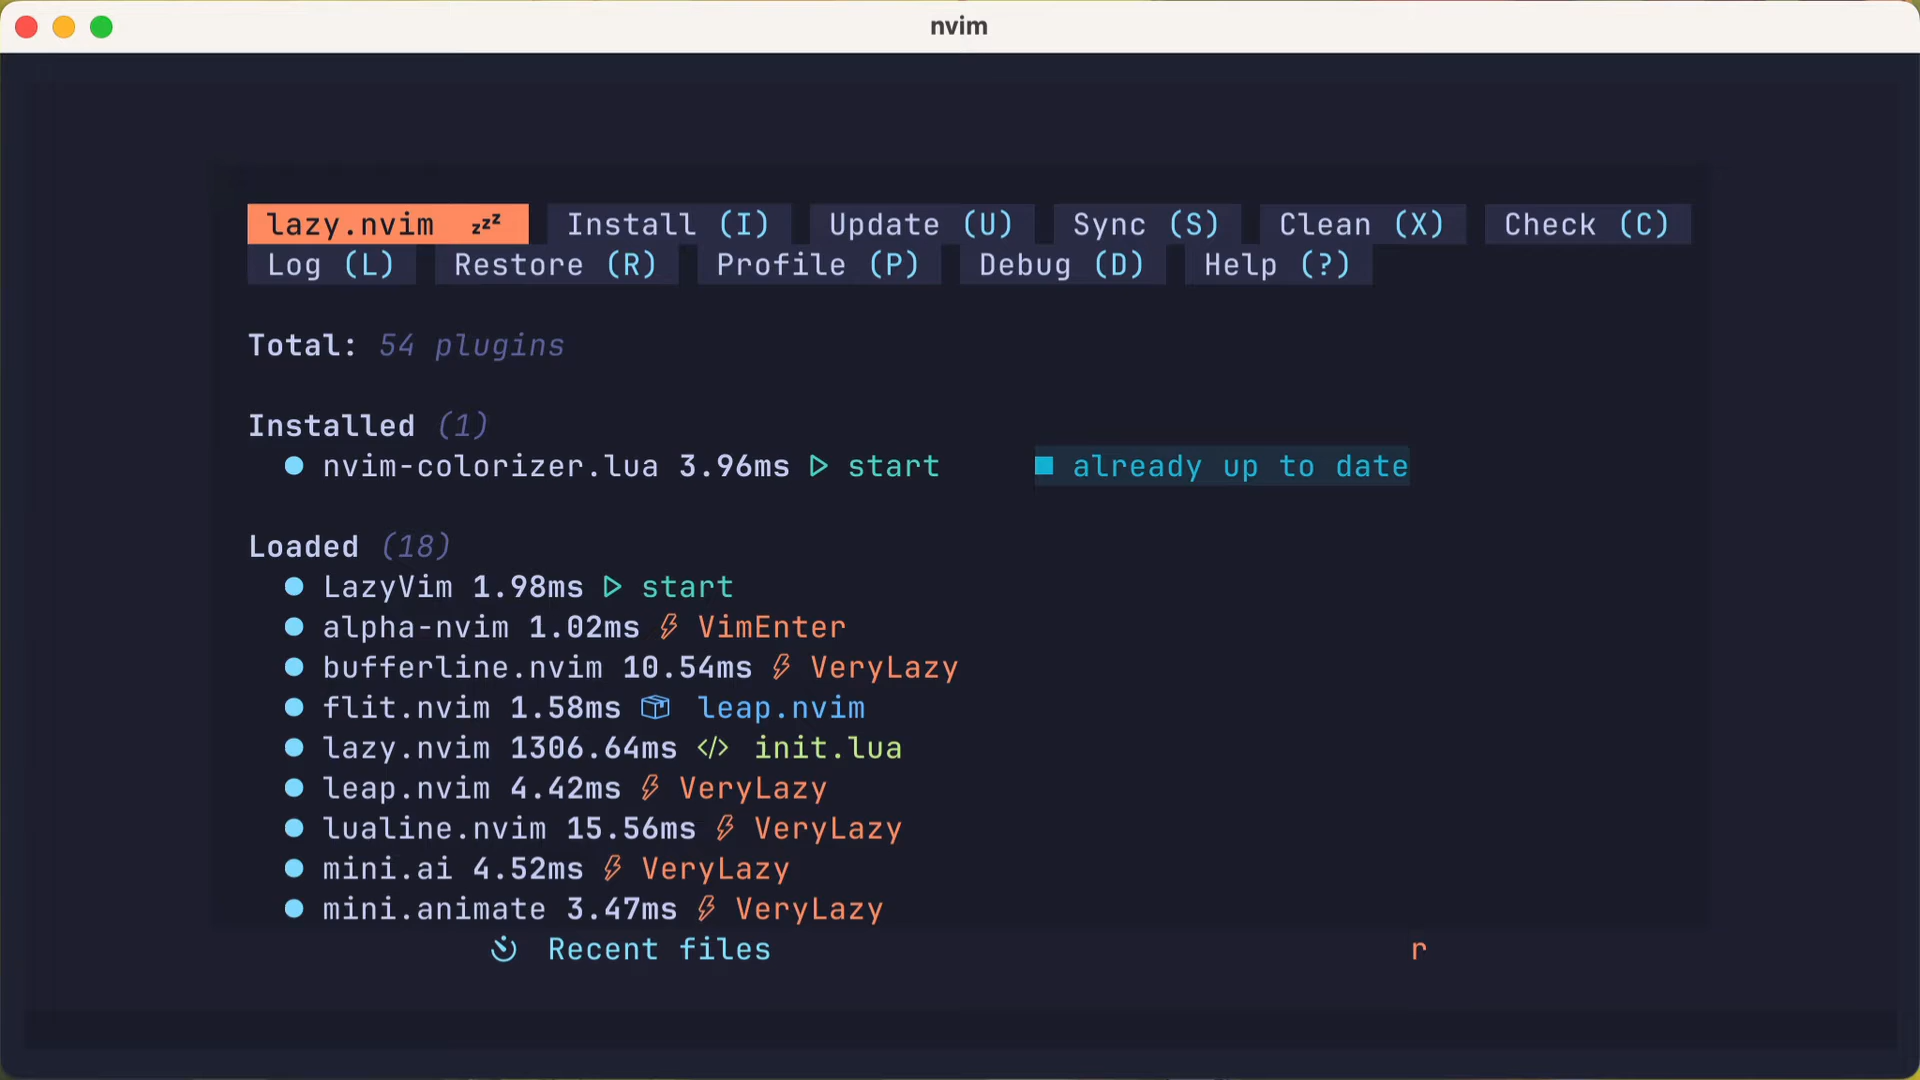 nvim
lazy.nvim zzz Install (I) Update (U) Sync (S) Clean (X) Check (C)
Log (L) Restore (R) Profile (P) Debug (D) Help (?)
Total: 54 plugins
Installed (1)
● nvim-colorizer.lua 3.96ms ▷ start ■ already up to date
Loaded (18)
● LazyVim 1.98ms ▷ start
● alpha-nvim 1.02ms VimEnter
● bufferline.nvim 10.54ms VeryLazy
● flit.nvim 1.58ms leap.nvim
● lazy.nvim 1306.64ms </> init.lua
● leap.nvim 4.42ms VeryLazy
● lualine.nvim 15.56ms VeryLazy
● mini.ai 4.52ms VeryLazy
● mini.animate 3.47ms VeryLazy
Recent files r